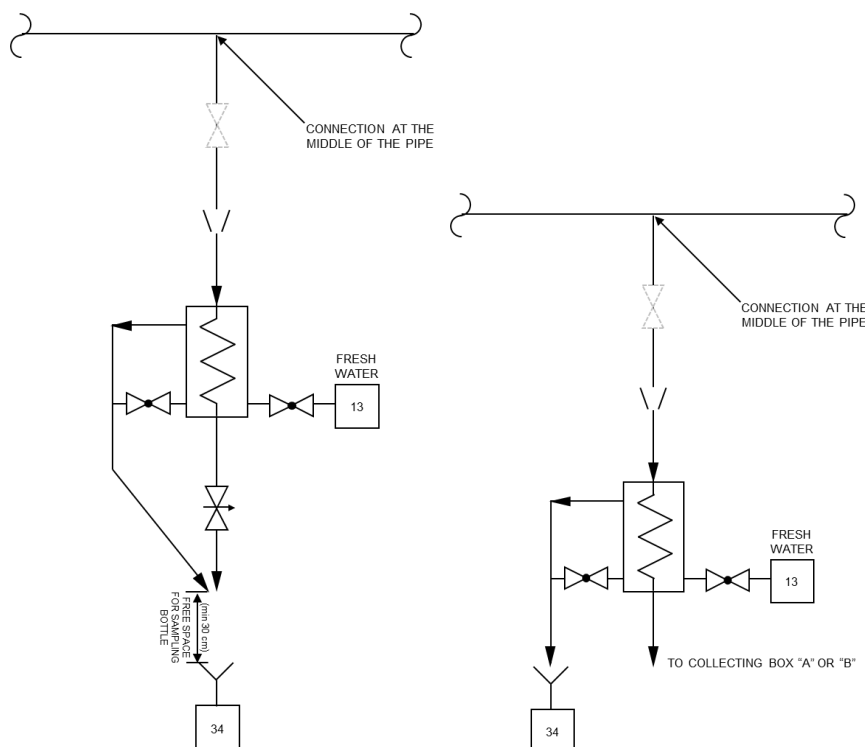 CONNECTION AT THE
MIDDLE OF THE PIPE
FRESH
WATER
13
(min 30 cm)
FREE SPACE
FOR SAMPLING
BOTTLE
34
CONNECTION AT THE
MIDDLE OF THE PIPE
FRESH
WATER
13
TO COLLECTING BOX "A" OR "B"
34